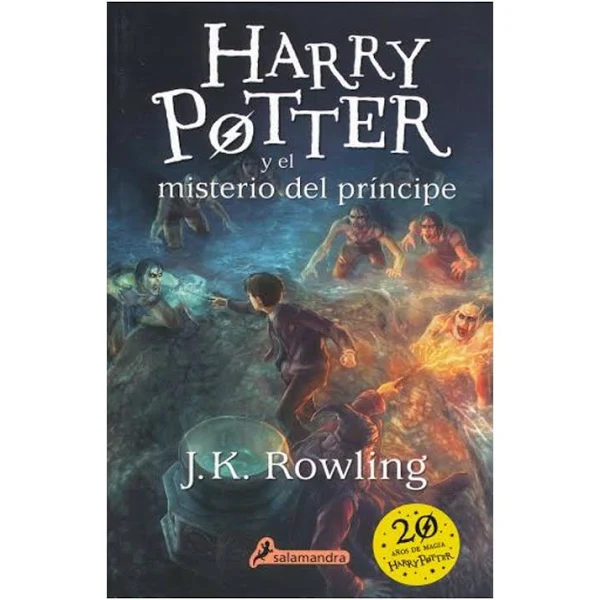 HARRY
POTTER
y el
misterio del príncipe
J.K. Rowling
salamandra
20
AÑOS DE MAGIA
HARRY POTTER